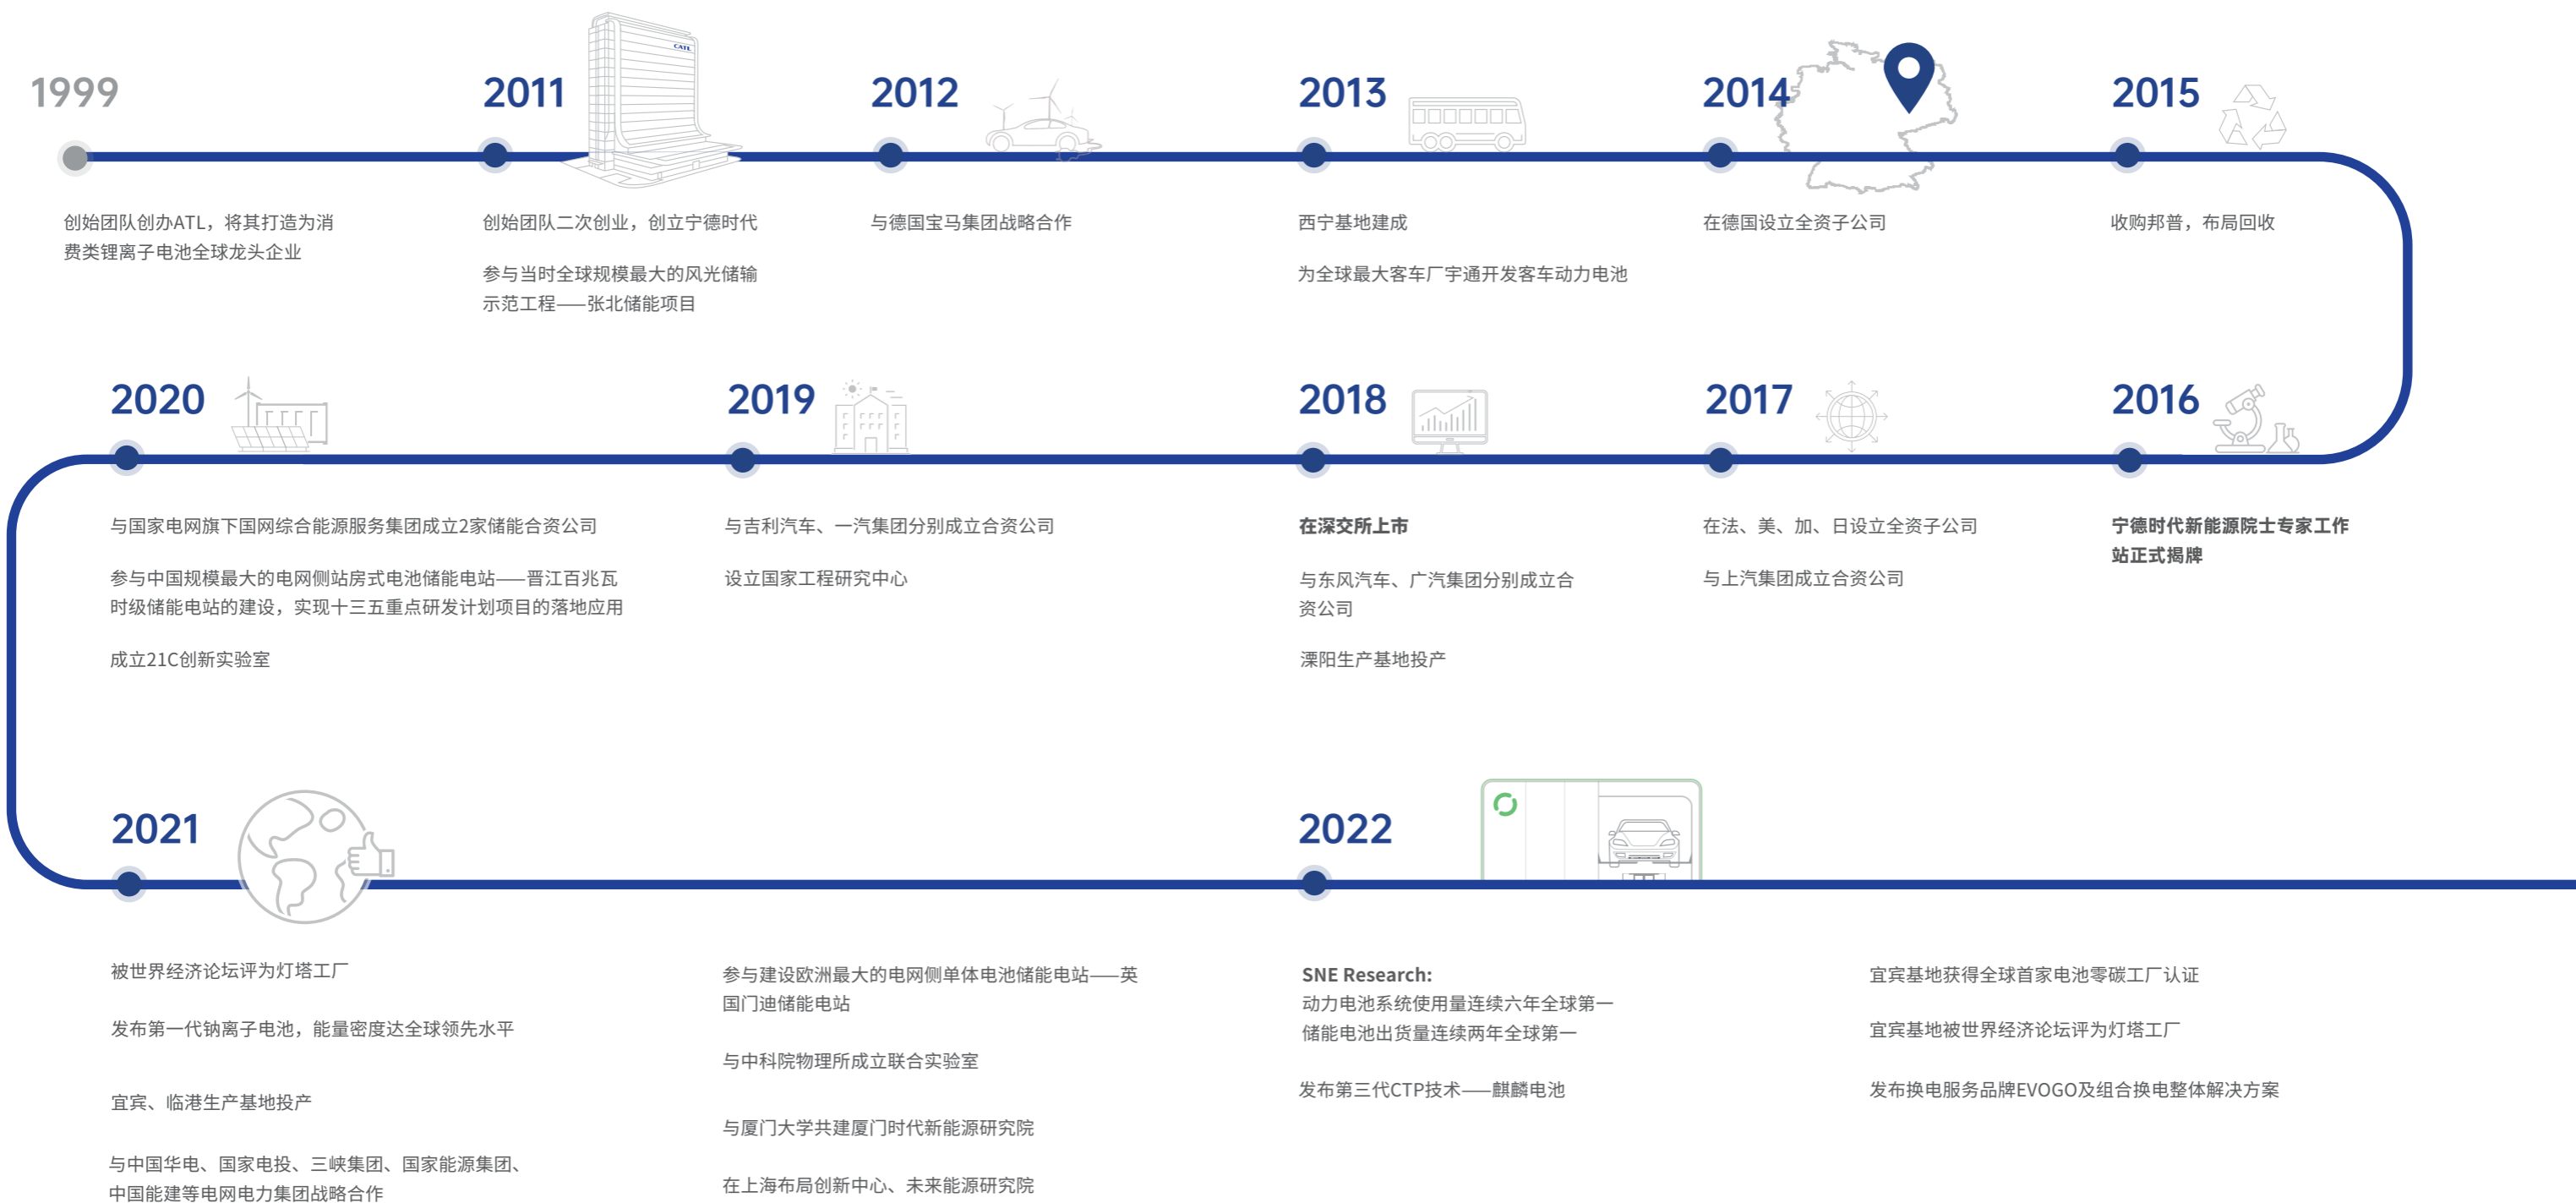 CATL
1999
创始团队创办ATL，将其打造为消
费类锂离子电池全球龙头企业
2011
创始团队二次创业，创立宁德时代
参与当时全球规模最大的风光储输
示范工程——张北储能项目
2012
与德国宝马集团战略合作
2013
西宁基地建成
为全球最大客车厂宇通开发客车动力电池
2014
在德国设立全资子公司
2015
收购邦普，布局回收
2016
宁德时代新能源院士专家工作
站正式揭牌
2017
在法、美、加、日设立全资子公司
与上汽集团成立合资公司
2018
在深交所上市
与东风汽车、广汽集团分别成立合
资公司
溧阳生产基地投产
2019
与吉利汽车、一汽集团分别成立合资公司
设立国家工程研究中心
2020
与国家电网旗下国网综合能源服务集团成立2家储能合资公司
参与中国规模最大的电网侧站房式电池储能电站——晋江百兆瓦
时级储能电站的建设，实现十三五重点研发计划项目的落地应用
成立21C创新实验室
2021
被世界经济论坛评为灯塔工厂
发布第一代钠离子电池，能量密度达全球领先水平
宜宾、临港生产基地投产
与中国华电、国家电投、三峡集团、国家能源集团、
中国能建等电网电力集团战略合作
参与建设欧洲最大的电网侧单体电池储能电站——英
国门迪储能电站
与中科院物理所成立联合实验室
与厦门大学共建厦门时代新能源研究院
在上海布局创新中心、未来能源研究院
2022
SNE Research:
动力电池系统使用量连续六年全球第一
储能电池出货量连续两年全球第一
发布第三代CTP技术——麒麟电池
宜宾基地获得全球首家电池零碳工厂认证
宜宾基地被世界经济论坛评为灯塔工厂
发布换电服务品牌EVOGO及组合换电整体解决方案